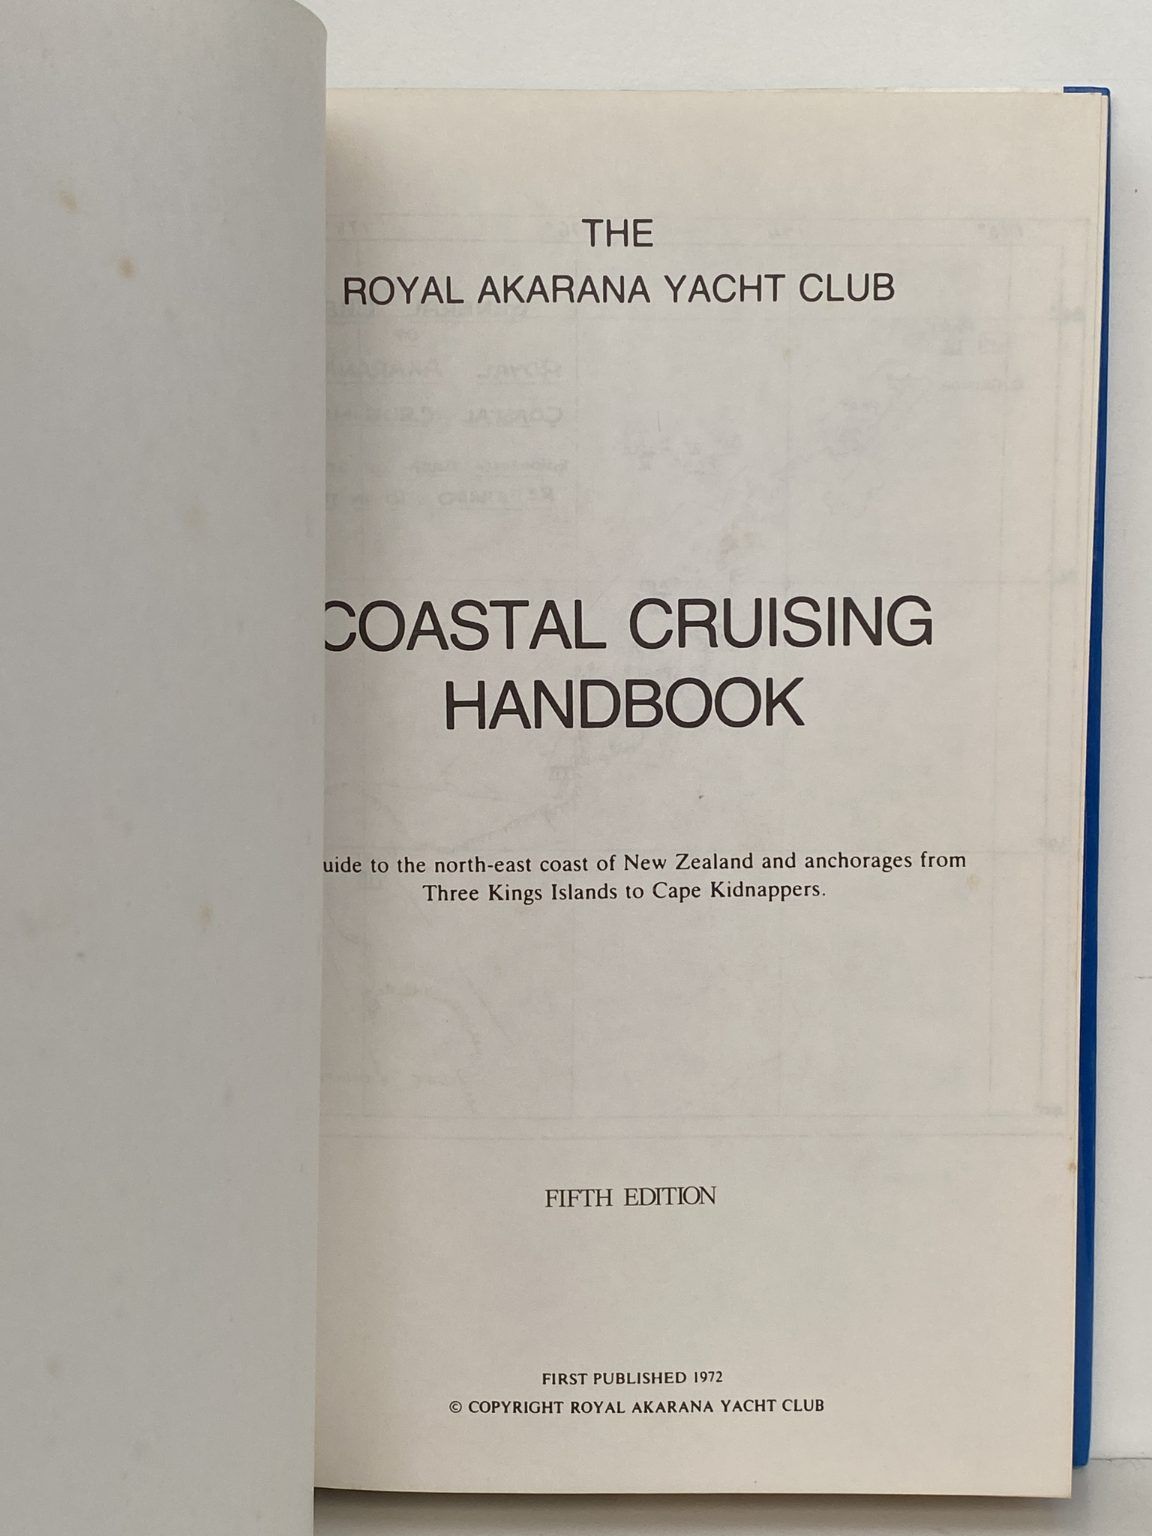 THE
ROYAL AKARANA YACHT CLUB
COASTAL CRUISING
HANDBOOK
uide to the north-east coast of New Zealand and anchorages from
Three Kings Islands to Cape Kidnappers.
FIFTH EDITION
FIRST PUBLISHED 1972
© COPYRIGHT ROYAL AKARANA YACHT CLUB